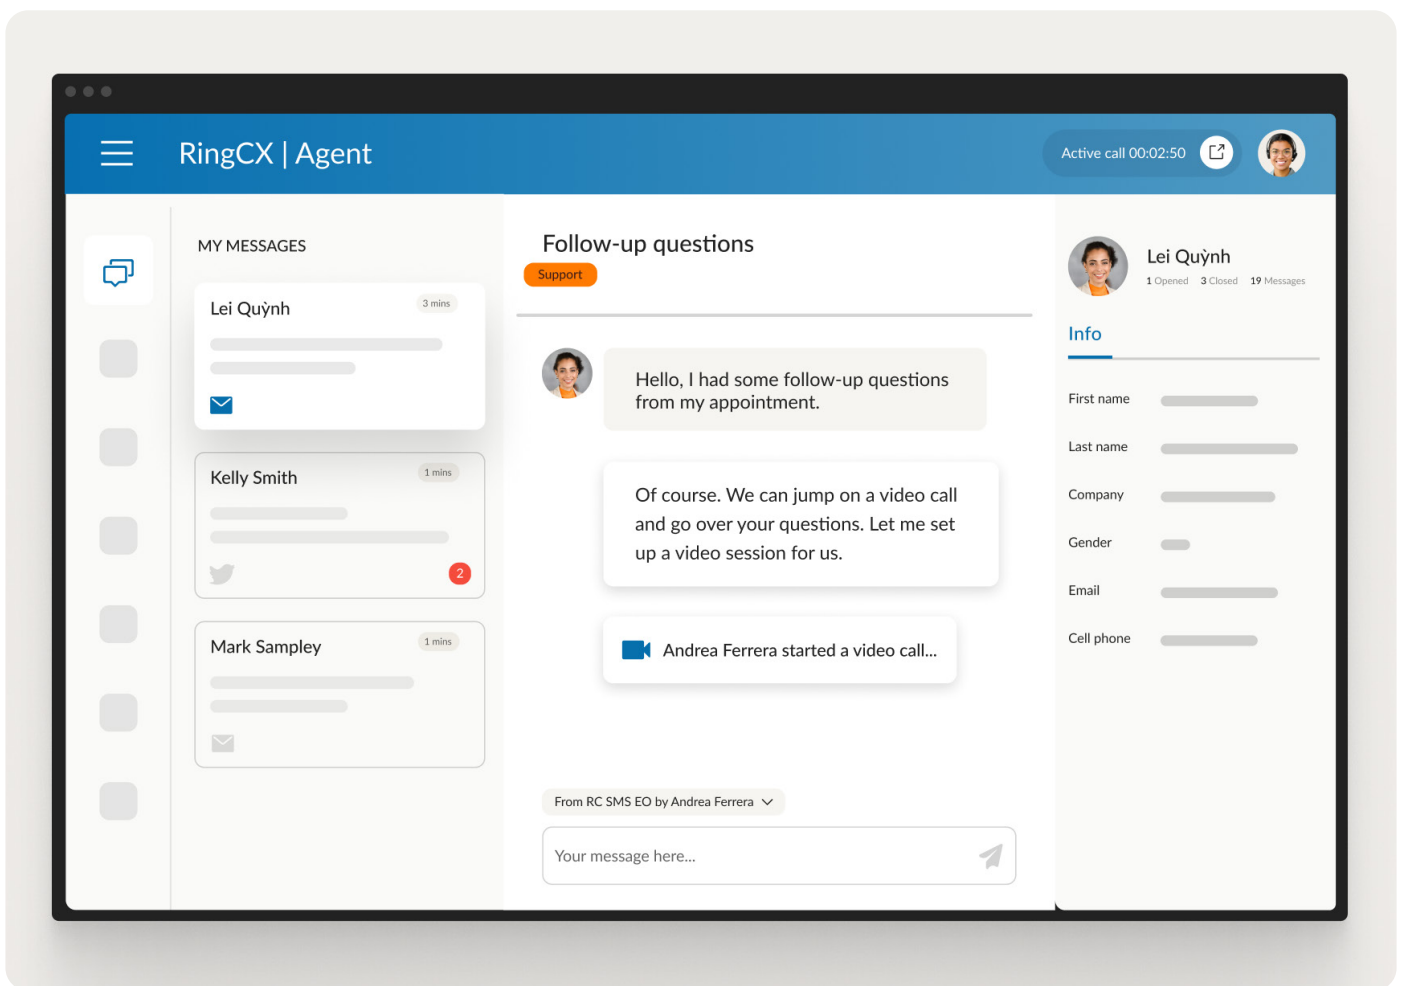 RingCX | Agent
Active call 00:02:50
MY MESSAGES
Lei Quỳnh
3 mins
Kelly Smith
1 mins
2
Mark Sampley
1 mins
Follow-up questions
Support
Hello, I had some follow-up questions
from my appointment.
Of course. We can jump on a video call
and go over your questions. Let me set
up a video session for us.
Andrea Ferrera started a video call...
From RC SMS EO by Andrea Ferrera
Your message here...
Lei Quỳnh
1 Opened 3 Closed 19 Messages
Info
First name
Last name
Company
Gender
Email
Cell phone